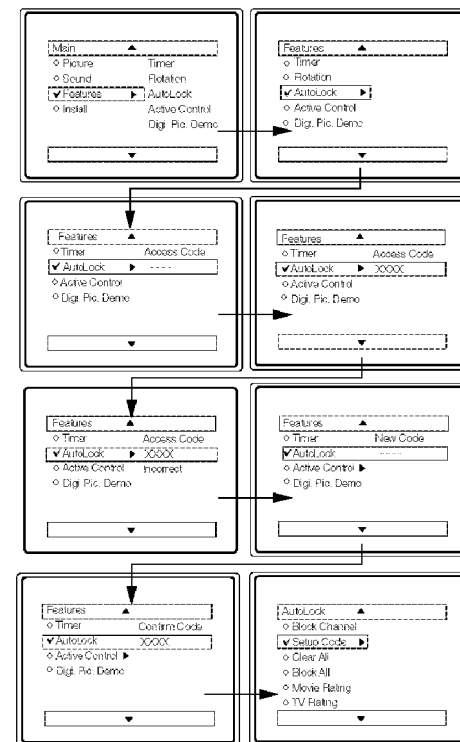 Main
Picture Timer
Sound Rotation
Features AutoLock
Install Active Control
Digi. Pic. Demo
Features
Timer
Rotation
AutoLock
Active Control
Digi. Pic. Demo
Features
Timer Access Code
AutoLock - - - -
Active Control
Digi. Pic. Demo
Features
Timer Access Code
AutoLock XXXX
Active Control
Digi. Pic. Demo
Features
Timer Access Code
AutoLock XXXX
Active Control Incorrect
Digi. Pic. Demo
Features
Timer New Code
AutoLock - - - -
Active Control
Digi. Pic. Demo
Features
Timer Confirm Code
AutoLock XXXX
Active Control
Digi. Pic. Demo
AutoLock
Block Channel
Setup Code
Clear All
Block All
Movie Rating
TV Rating